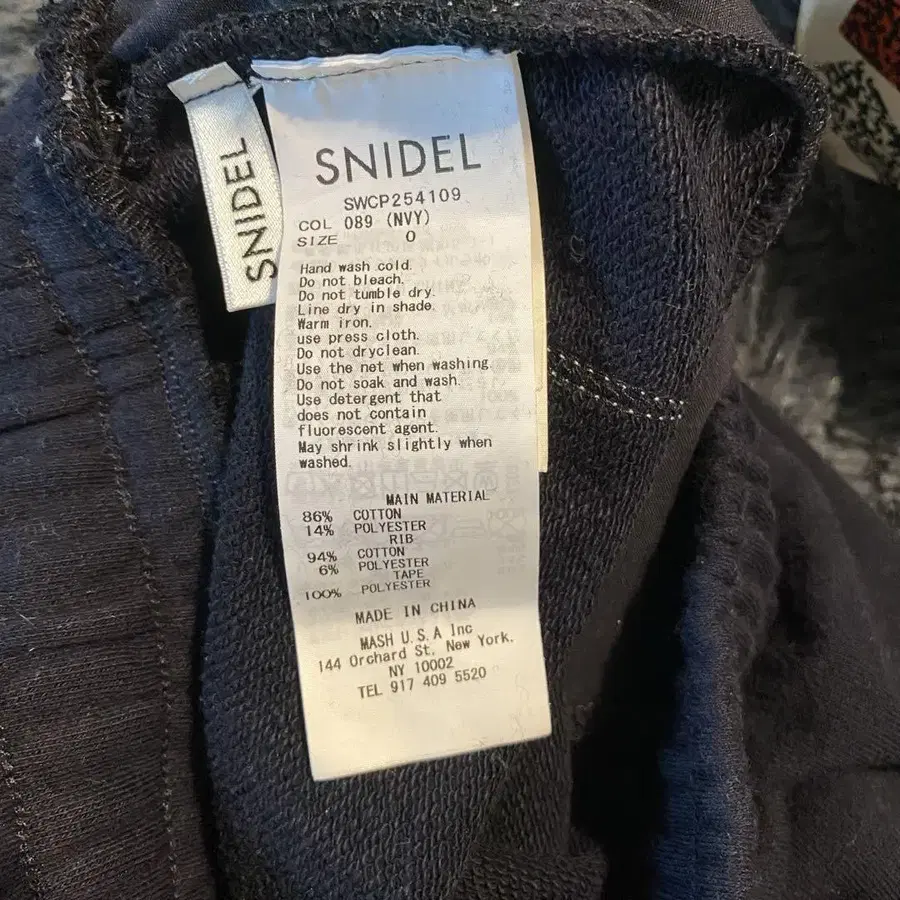 SNIDEL
SNIDEL
SWCP254109
COL 089 (NVY)
SIZE 0
Hand wash cold.
Do not bleach.
Do not tumble dry.
Line dry in shade.
Warm iron.
use press cloth.
Do not dryclean.
Use the net when washing.
Do not soak and wash.
Use detergent that
does not contain
fluorescent agent.
May shrink slightly when
washed.
MAIN MATERIAL
86% COTTON
14% POLYESTER
RIB
94% COTTON
6% POLYESTER
TAPE
100% POLYESTER
MADE IN CHINA
MASH U.S.A Inc
144 Orchard St, New York,
NY 10002
TEL 917 409 5520